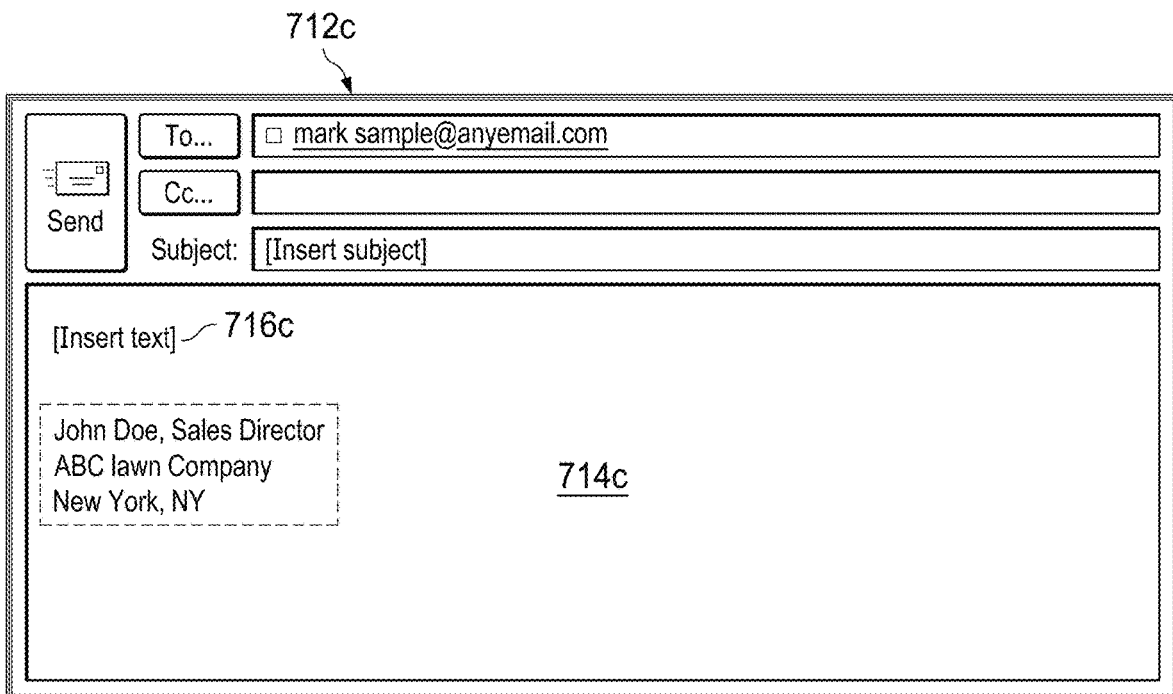 712c
To... □ mark sample@anyemail.com
Cc...
Send
Subject: [Insert subject]
[Insert text] 716c
John Doe, Sales Director
ABC lawn Company
New York, NY
714c